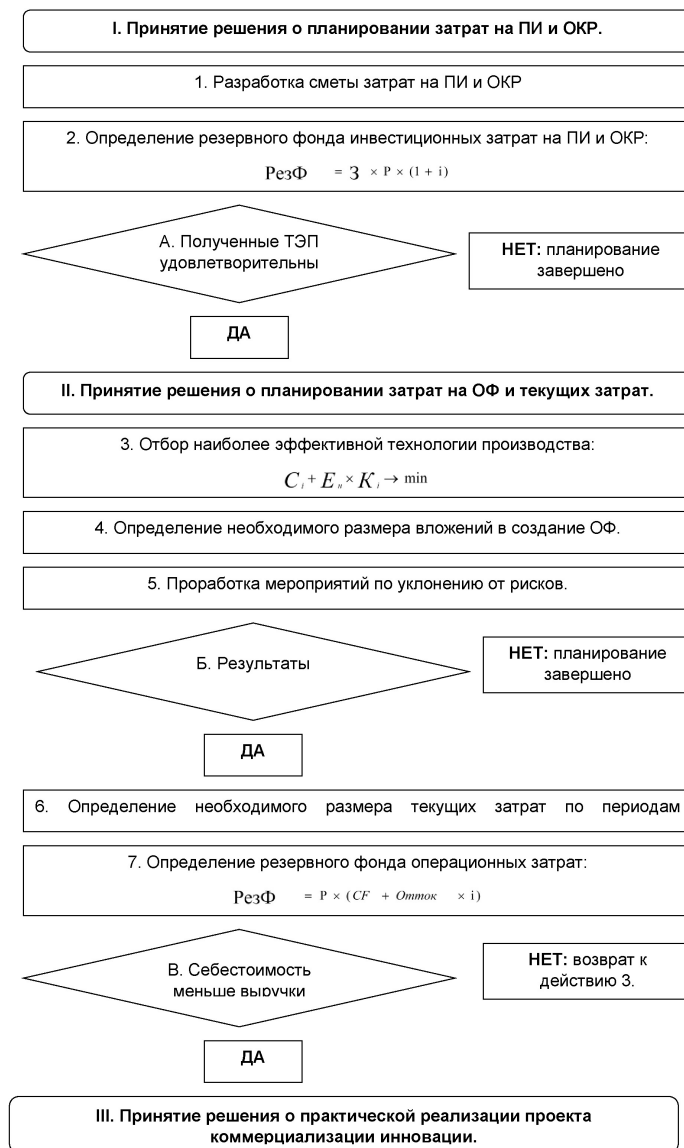 I. Принятие решения о планировании затрат на ПИ и ОКР.
1. Разработка сметы затрат на ПИ и ОКР
2. Определение резервного фонда инвестиционных затрат на ПИ и ОКР:
РезФ = З × P × (1 + i)
А. Полученные ТЭП
удовлетворительны
НЕТ: планирование
завершено
ДА
II. Принятие решения о планировании затрат на ОФ и текущих затрат.
3. Отбор наиболее эффективной технологии производства:
C i + E н × K i → min
4. Определение необходимого размера вложений в создание ОФ.
5. Проработка мероприятий по уклонению от рисков.
Б. Результаты
НЕТ: планирование
завершено
ДА
6. Определение необходимого размера текущих затрат по периодам
7. Определение резервного фонда операционных затрат:
РезФ = P × (CF + Отток × i)
В. Себестоимость
меньше выручки
НЕТ: возврат к
действию 3.
ДА
III. Принятие решения о практической реализации проекта
коммерциализации инновации.